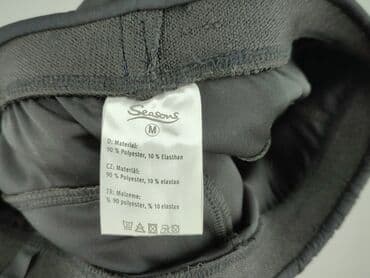 Seasons
M
D: Material:
90 % Polyester, 10 % Elasthan
CZ: Materiál:
90 % Polyester, 10 % elastan
TR: Malzeme:
% 90 polyester, % 10 elastan